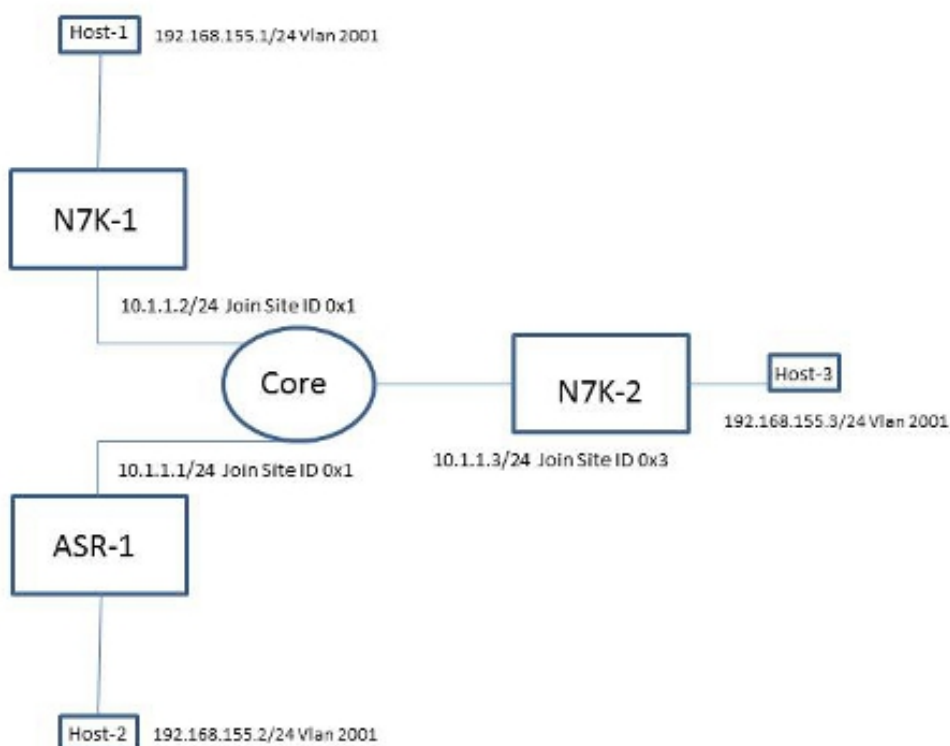 Host-1
192.168.155.1/24 Vlan 2001
N7K-1
10.1.1.2/24 Join Site ID 0x1
Core
N7K-2
Host-3
192.168.155.3/24 Vlan 2001
10.1.1.3/24 Join Site ID 0x3
10.1.1.1/24 Join Site ID 0x1
ASR-1
Host-2
192.168.155.2/24 Vlan 2001